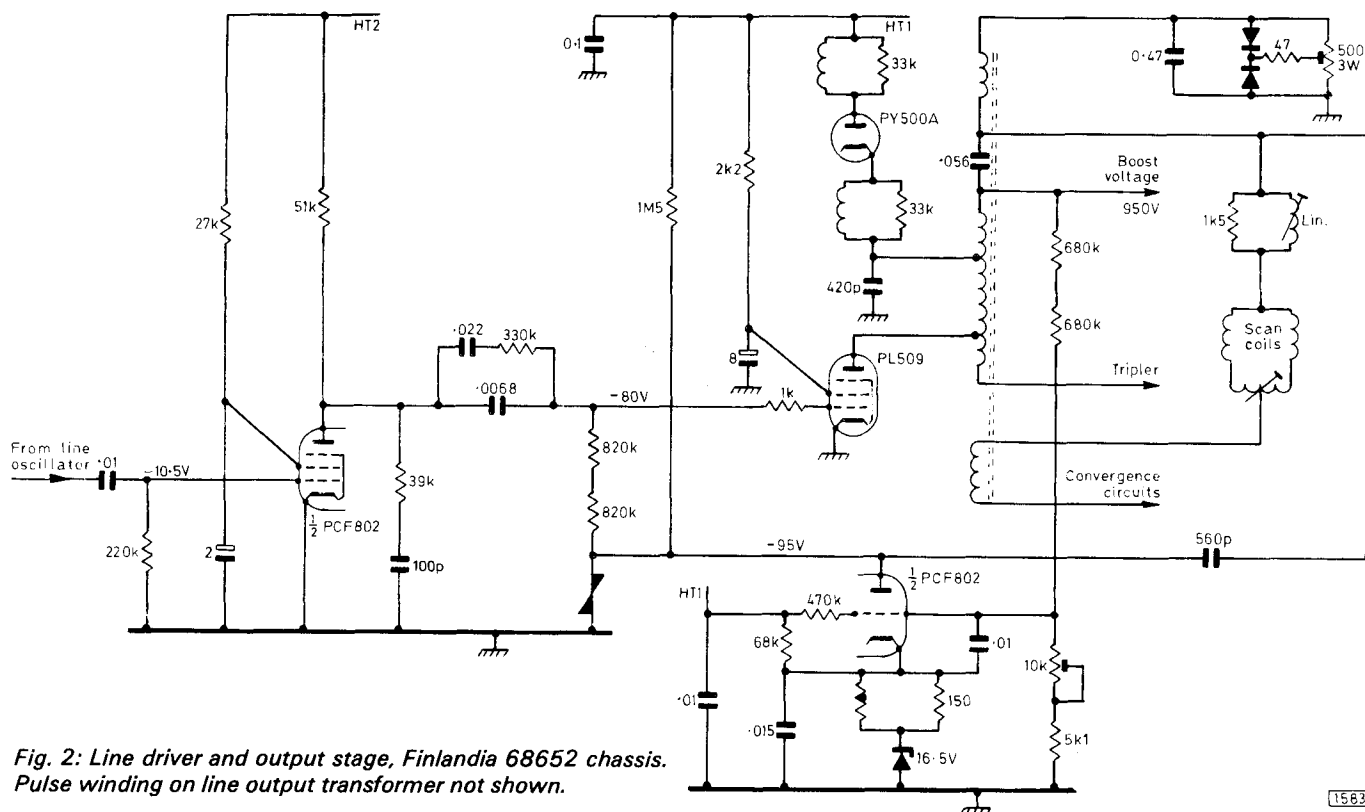 HT2
0.1
HT1
33k
0·47
47
500
3W
PY500A
27k
51k
2k2
1M5
·056
Boost
voltage
950V
33k
1k5
Lin.
680k
420p
680k
·022
330k
Scan
coils
PL509
8
·0068
-80V
1k
Tripler
From line
oscillator
·01
-10·5V
820k
39k
Convergence
circuits
½ PCF802
220k
2
100p
820k
-95V
560p
½ PCF802
HT1
470k
68k
·01
10k
·01
·015
150
5k1
16·5V
Fig. 2: Line driver and output stage, Finlandia 68652 chassis.
Pulse winding on line output transformer not shown.
1583